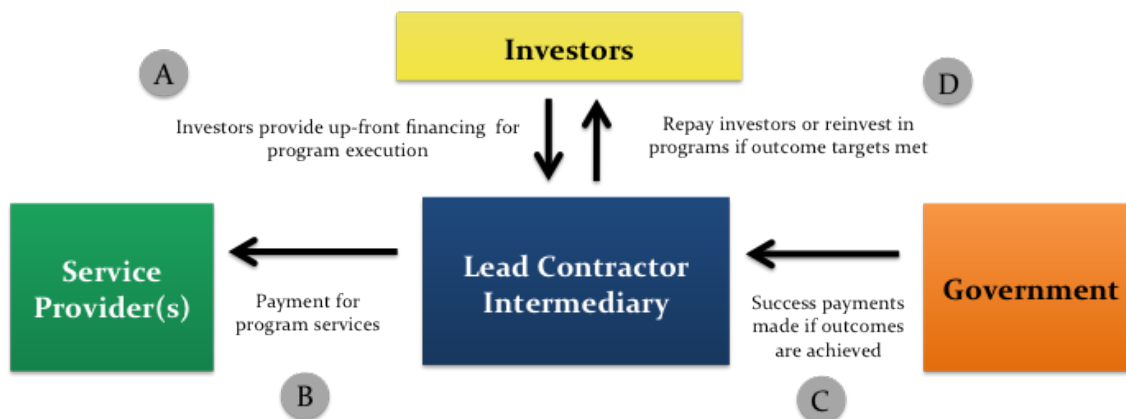 Investors
A
D
Investors provide up-front financing for
program execution
Repay investors or reinvest in
programs if outcome targets met
Service
Provider(s)
Lead Contractor
Intermediary
Government
Payment for
program services
Success payments
made if outcomes
are achieved
B
C